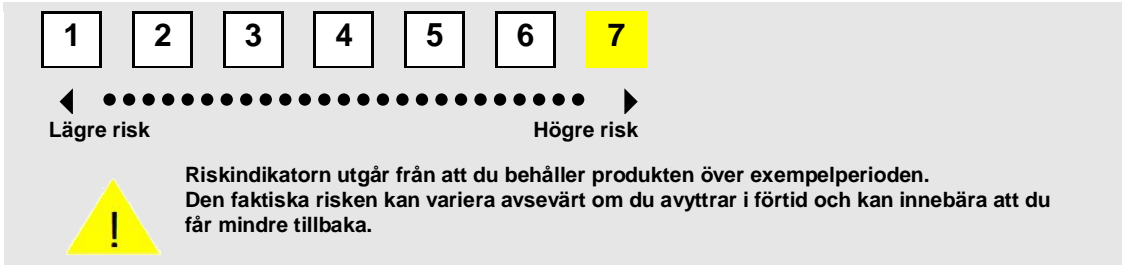 1 2 3 4 5 6 7
Lägre risk Högre risk
Riskindikatorn utgår från att du behåller produkten över exempelperioden.
Den faktiska risken kan variera avsevärt om du avyttrar i förtid och kan innebära att du
får mindre tillbaka.
!